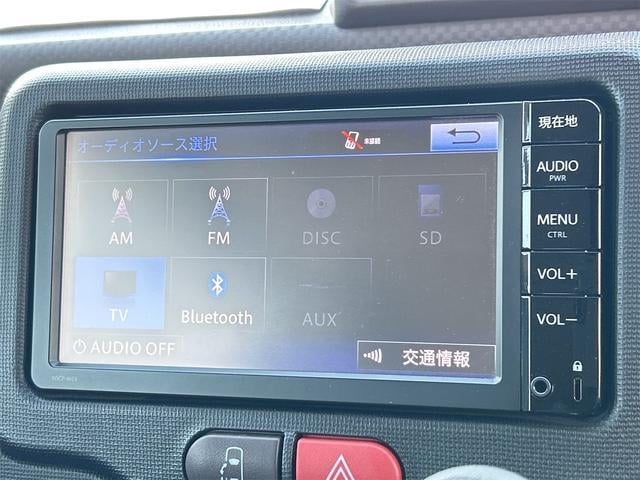 オーディオソース選択
未接続
AM
FM
DISC
SD
TV
Bluetooth
AUX
AUDIO OFF
交通情報
現在地
AUDIO
PWR
MENU
CTRL
VOL+
VOL−